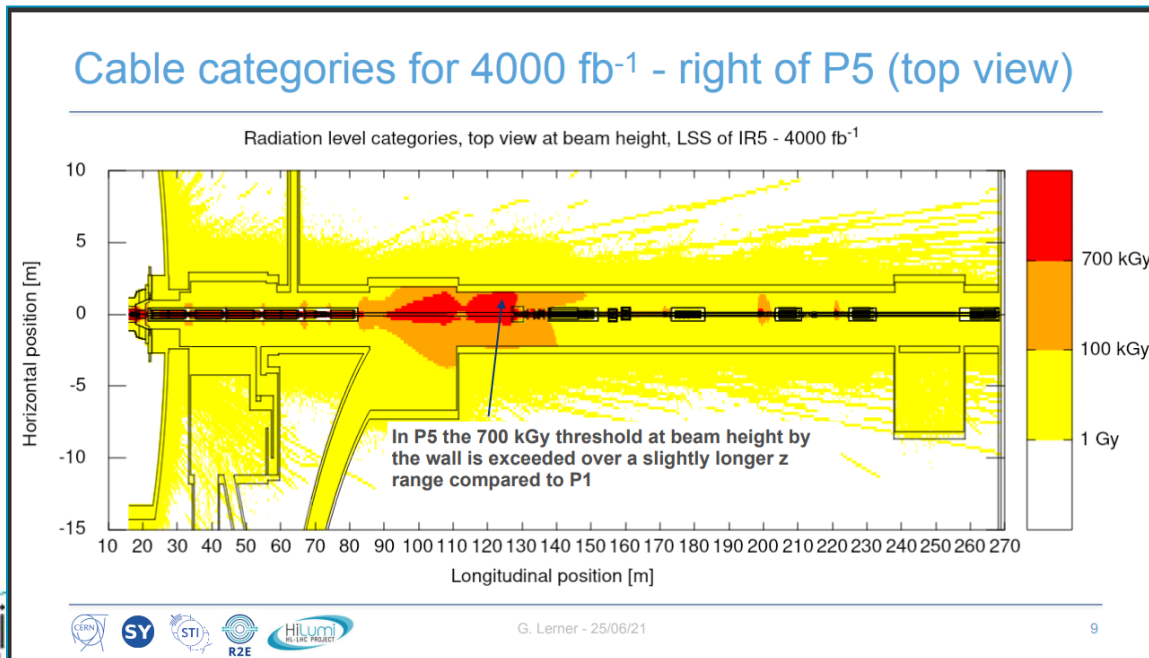 Cable categories for 4000 fb⁻¹ - right of P5 (top view)
Radiation level categories, top view at beam height, LSS of IR5 - 4000 fb⁻¹
10
5
0
-5
-10
-15
Horizontal position [m]
In P5 the 700 kGy threshold at beam height by
the wall is exceeded over a slightly longer z
range compared to P1
700 kGy
100 kGy
1 Gy
10 20 30 40 50 60 70 80 90 100 110 120 130 140 150 160 170 180 190 200 210 220 230 240 250 260 270
Longitudinal position [m]
CERN
SY
STI
R2E
HiLumi
HL-LHC PROJECT
G. Lerner - 25/06/21
9